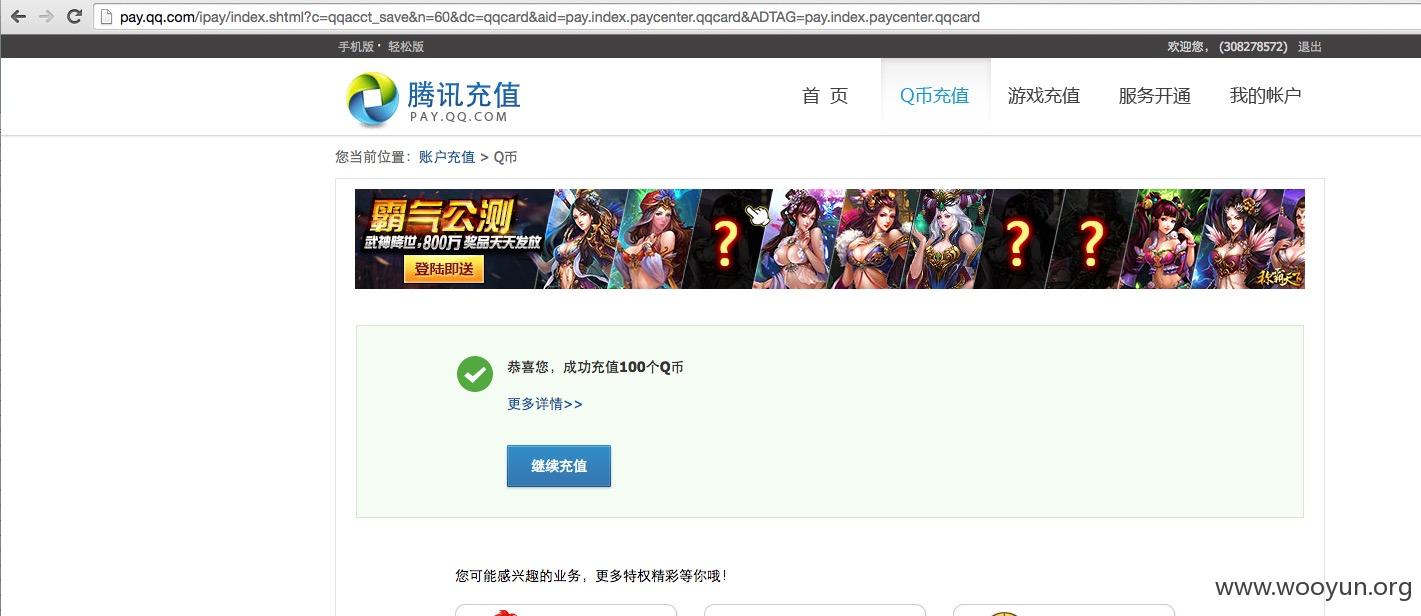 pay.qq.com/ipay/index.shtml?c=qqacct_save&n=60&dc=qqcard&aid=pay.index.paycenter.qqcard&ADTAG=pay.index.paycenter.qqcard
手机版· 轻松版 欢迎您， (308278572) 退出
腾讯充值
PAY.QQ.COM
首 页 Q币充值 游戏充值 服务开通 我的帐户
您当前位置：账户充值 > Q币
霸气公测
武神降世，800万 奖品天天发放
登陆即送
? ? ?
恭喜您，成功充值100个Q币
更多详情>>
继续充值
您可能感兴趣的业务，更多特权精彩等你哦！
www.wooyun.org